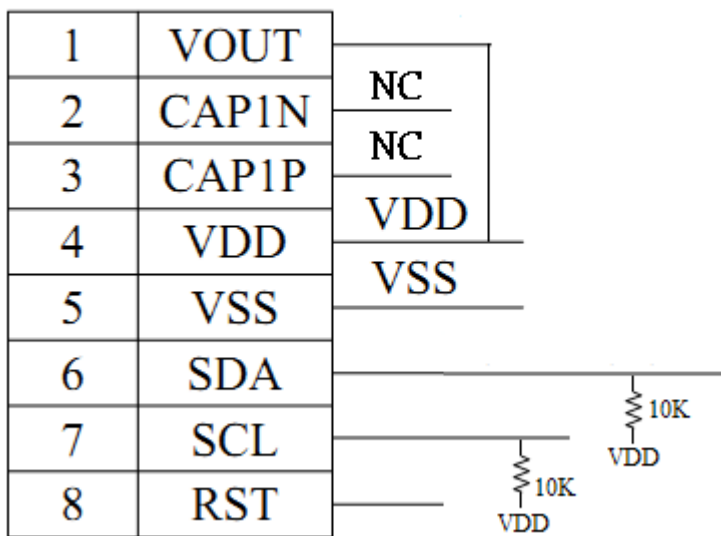 1 VOUT
NC
2 CAP1N
NC
3 CAP1P
VDD
4 VDD
VSS
5 VSS
6 SDA
10K
VDD
7 SCL
10K
VDD
8 RST